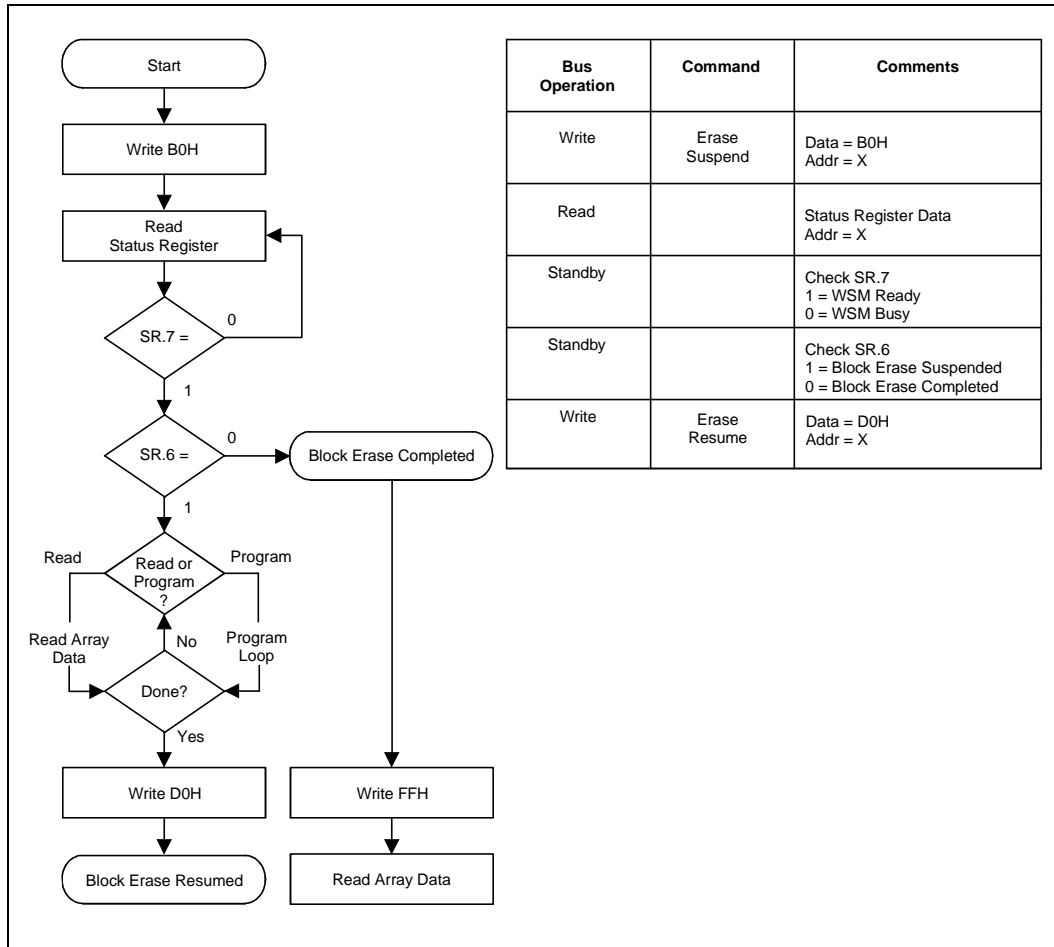 Start
Write B0H
Read
Status Register
SR.7 =
0
1
SR.6 =
0
Block Erase Completed
1
Read
Read or
Program
?
Program
Read Array
Data
No
Program
Loop
Done?
Yes
Write D0H
Write FFH
Block Erase Resumed
Read Array Data
Bus
Operation
Command
Comments
Write
Erase
Suspend
Data = B0H
Addr = X
Read
Status Register Data
Addr = X
Standby
Check SR.7
1 = WSM Ready
0 = WSM Busy
Standby
Check SR.6
1 = Block Erase Suspended
0 = Block Erase Completed
Write
Erase
Resume
Data = D0H
Addr = X